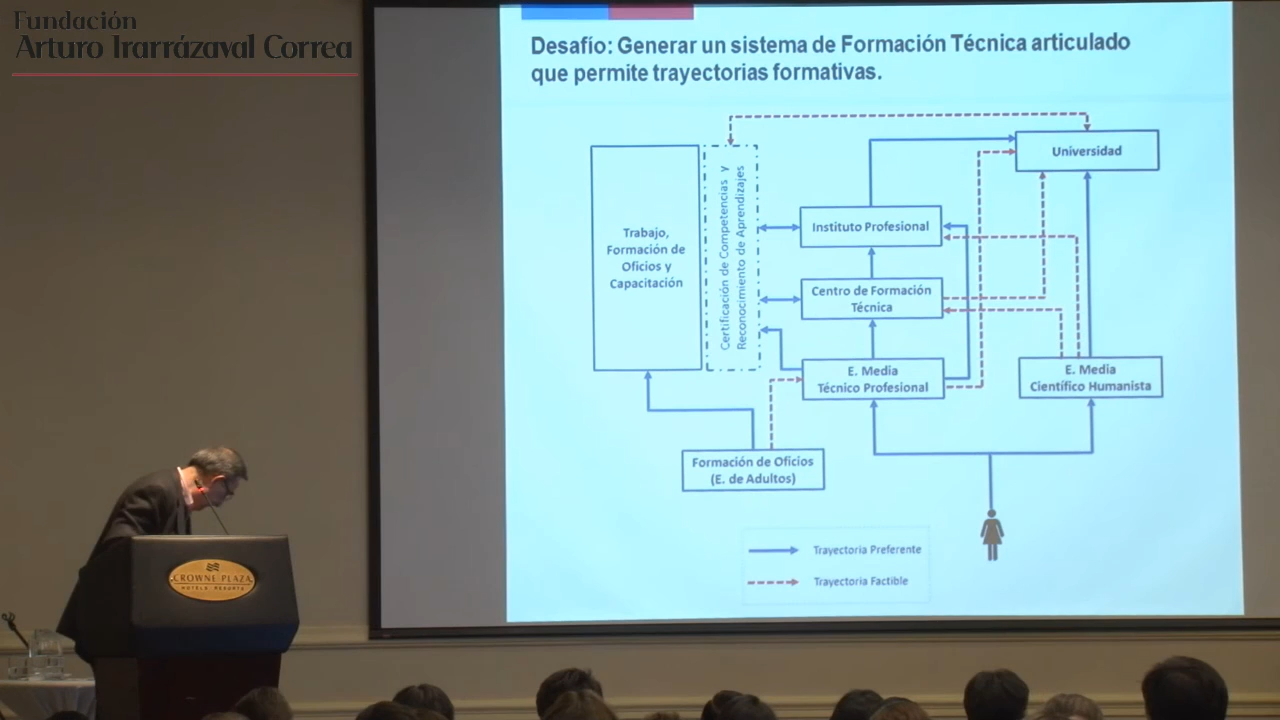 Fundación
Arturo Irarrázaval Correa
Desafío: Generar un sistema de Formación Técnica articulado
que permite trayectorias formativas.
Universidad
Trabajo,
Formación de
Oficios y
Capacitación
Certificación de Competencias y
Reconocimiento de Aprendizajes
Instituto Profesional
Centro de Formación
Técnica
E. Media
Técnico Profesional
E. Media
Científico Humanista
Formación de Oficios
(E. de Adultos)
Trayectoria Preferente
Trayectoria Factible
CROWNE PLAZA
HOTELS RESORTS